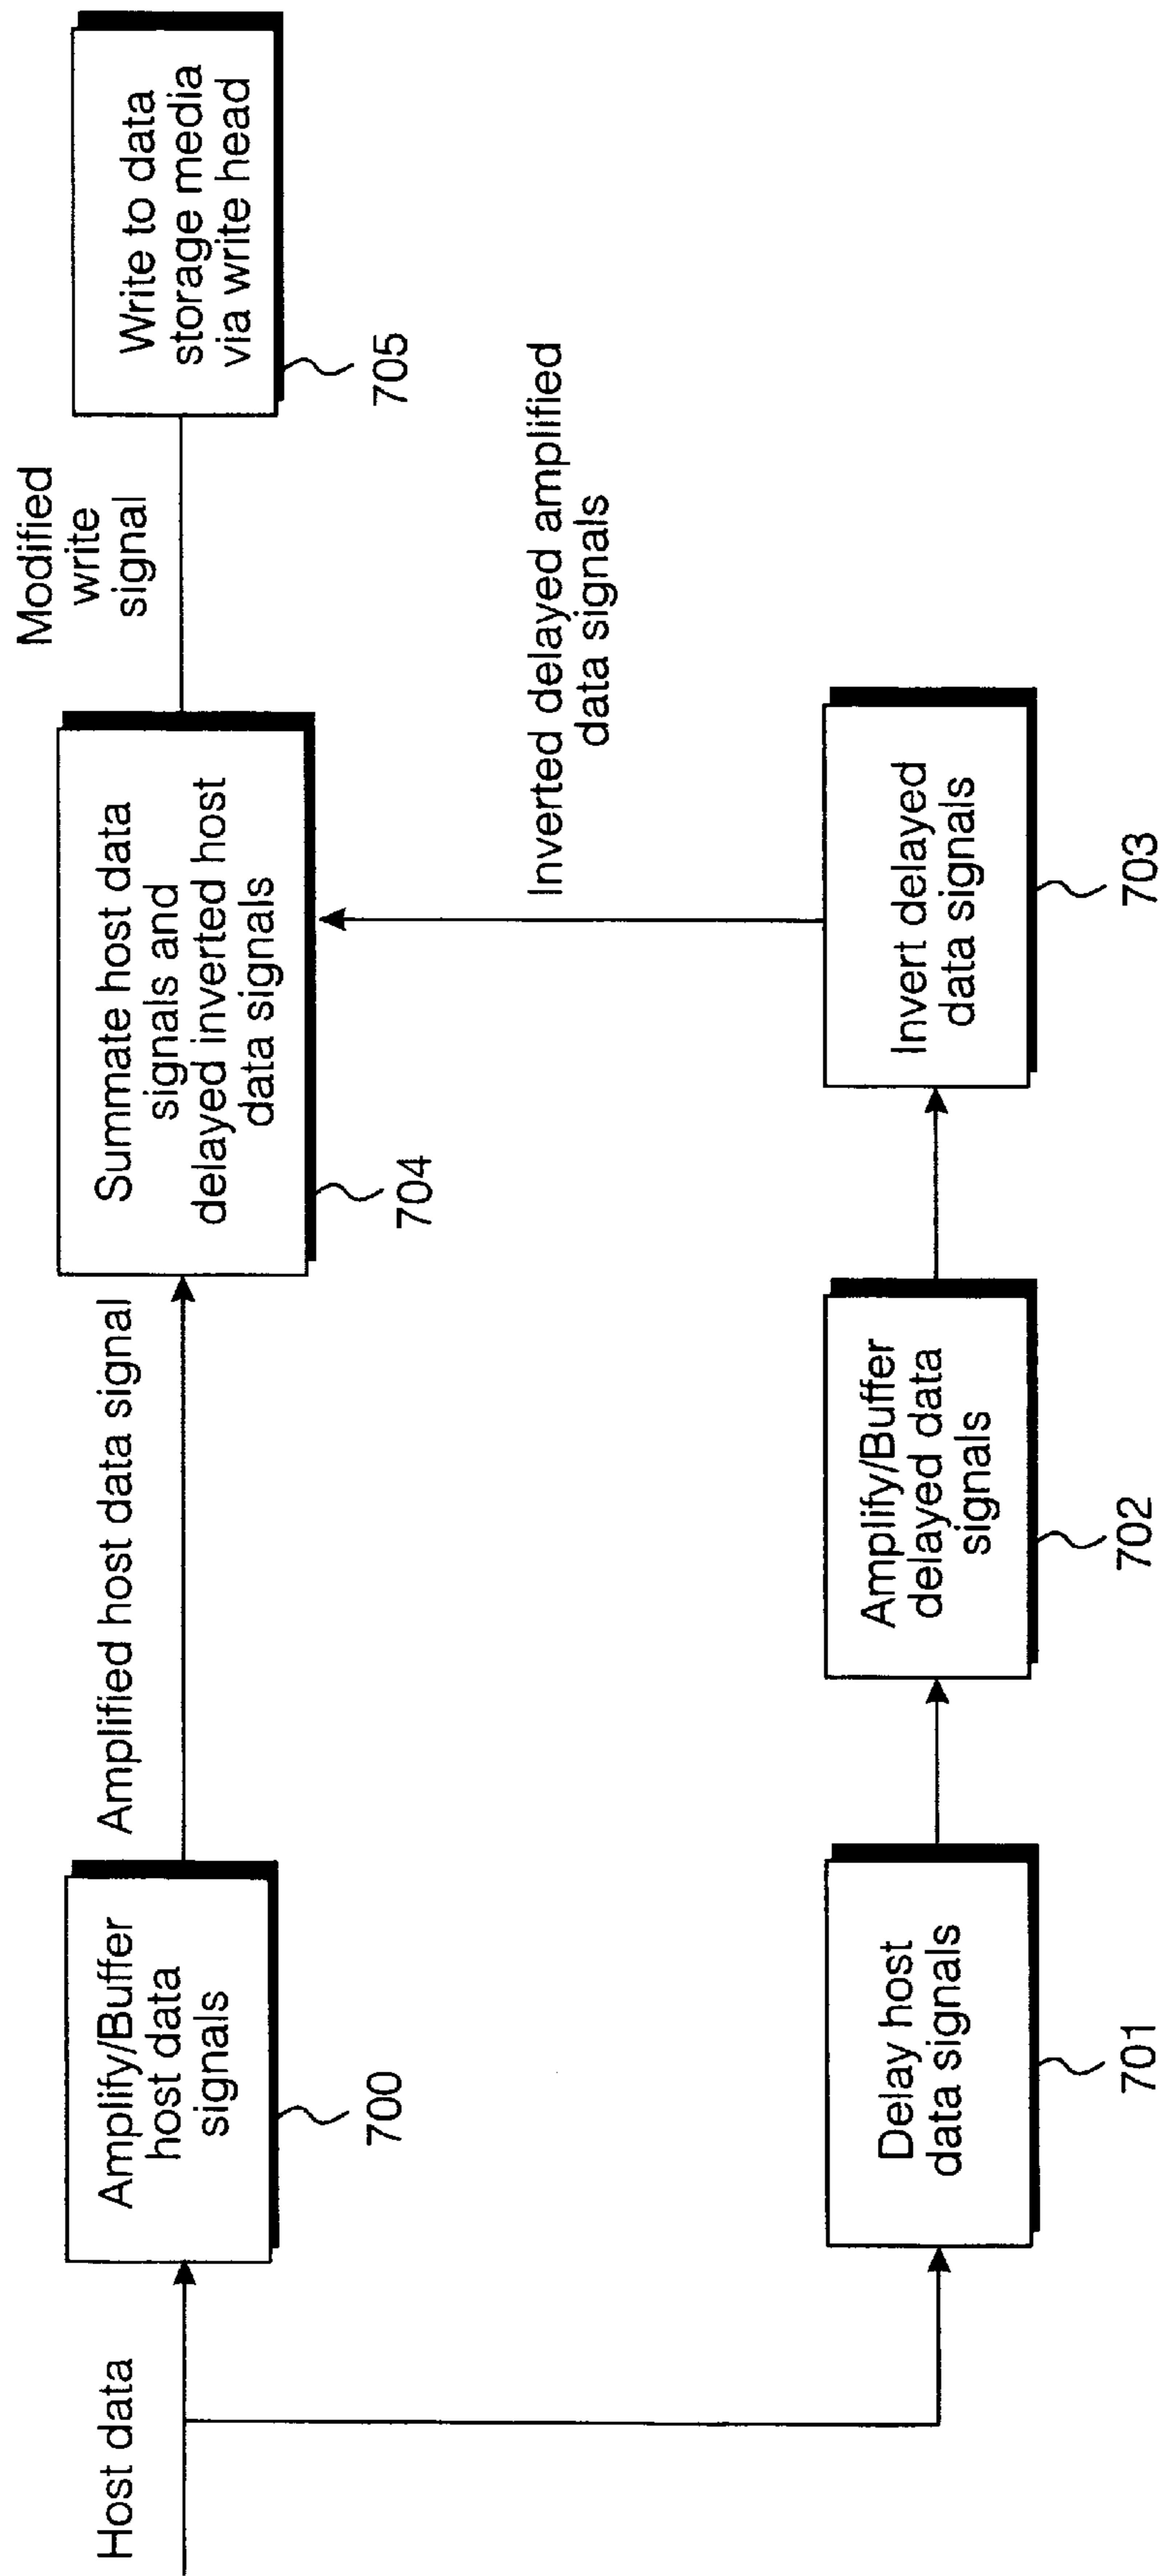 Host data
Amplify/Buffer
host data
signals
700
Amplified host data signal
Summate host data
signals and
delayed inverted host
data signals
704
Modified
write
signal
Write to data
storage media
via write head
705
Delay host
data signals
701
Amplify/Buffer
delayed data
signals
702
Invert delayed
data signals
703
Inverted delayed amplified
data signals